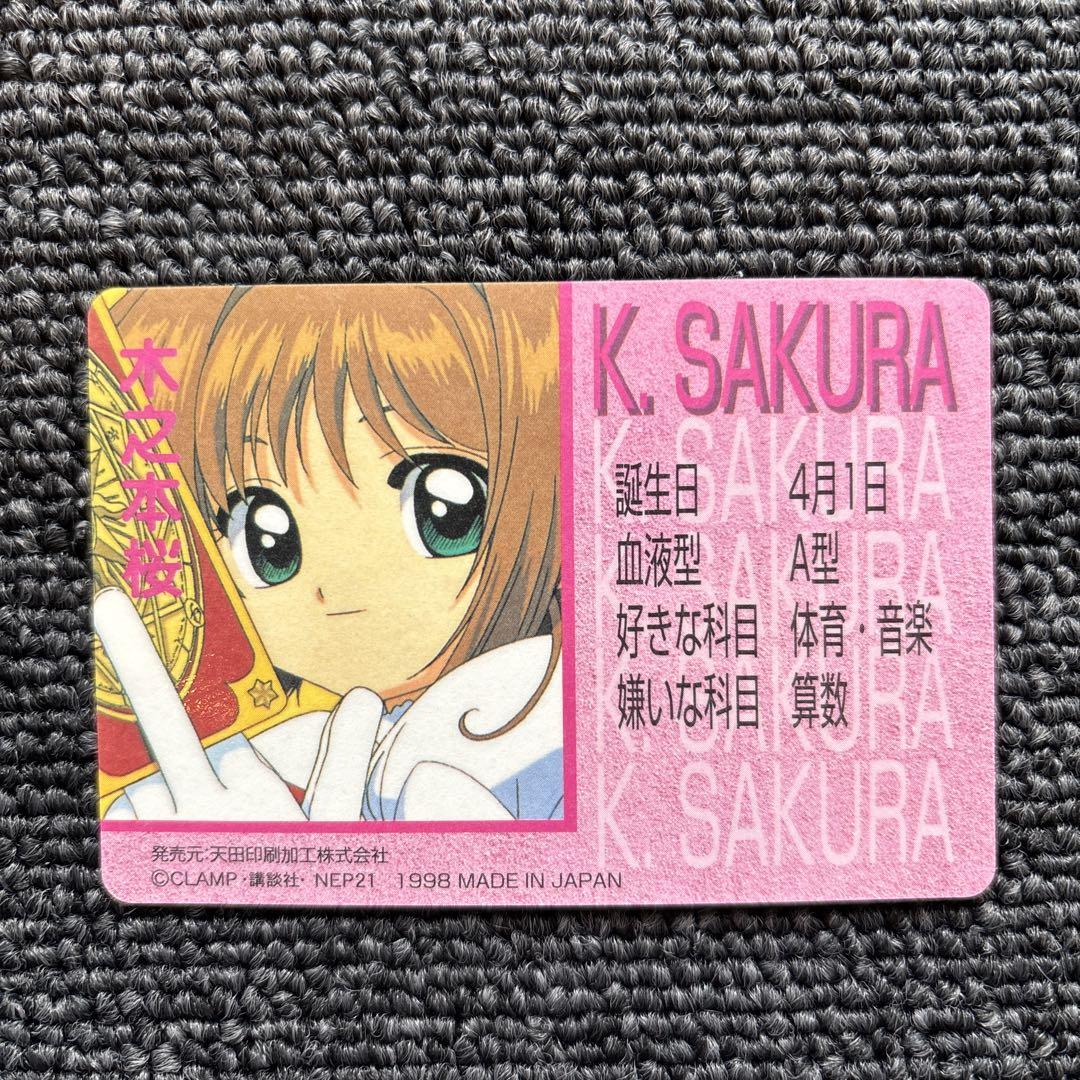 木之本桜
K. SAKURA
K. SAKURA
誕生日 4月1日
K. SAKURA
血液型 A型
好きな科目 体育・音楽
K. SAKURA
嫌いな科目 算数
K. SAKURA
発売元:天田印刷加工株式会社
©CLAMP・講談社・NEP21 1998 MADE IN JAPAN